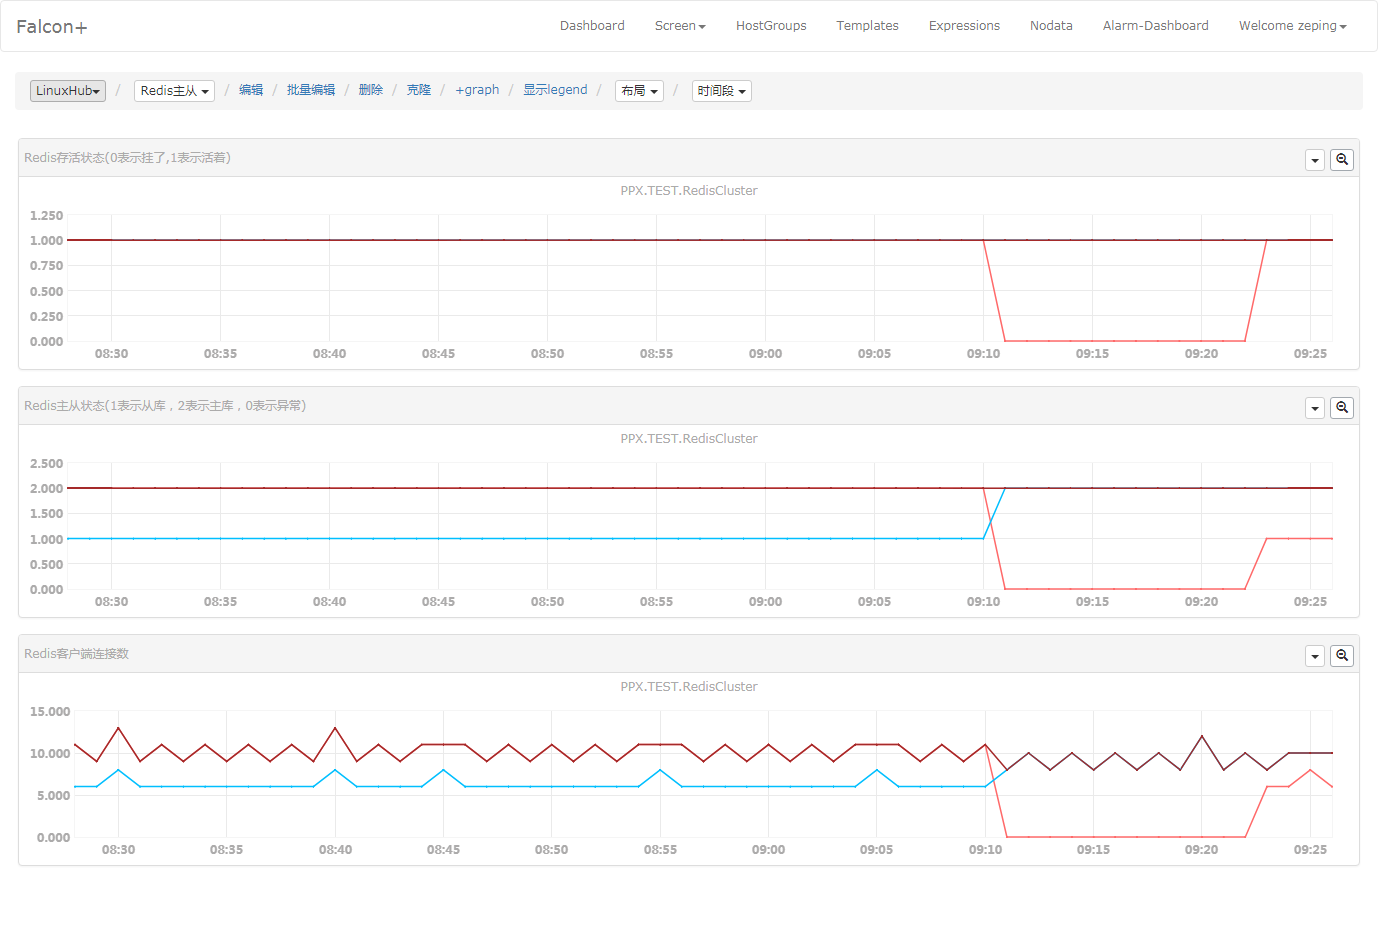 Falcon+ Dashboard Screen HostGroups Templates Expressions Nodata Alarm-Dashboard Welcome zeping
LinuxHub / Redis主从 / 编辑 / 批量编辑 / 删除 / 克隆 / +graph / 显示legend / 布局 / 时间段
Redis存活状态(0表示挂了,1表示活着)
PPX.TEST.RedisCluster
1.250
1.000
0.750
0.500
0.250
0.000
08:30 08:35 08:40 08:45 08:50 08:55 09:00 09:05 09:10 09:15 09:20 09:25
Redis主从状态(1表示从库，2表示主库，0表示异常)
PPX.TEST.RedisCluster
2.500
2.000
1.500
1.000
0.500
0.000
08:30 08:35 08:40 08:45 08:50 08:55 09:00 09:05 09:10 09:15 09:20 09:25
Redis客户端连接数
PPX.TEST.RedisCluster
15.000
10.000
5.000
0.000
08:30 08:35 08:40 08:45 08:50 08:55 09:00 09:05 09:10 09:15 09:20 09:25